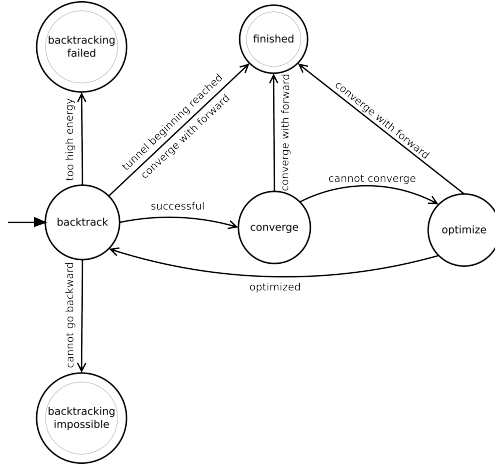 backtracking
failed
finished
too high energy
tunnel beginning reached
converge with forward
converge with forward
converge with forward
cannot converge
successful
backtrack
converge
optimize
optimized
cannot go backward
backtracking
impossible